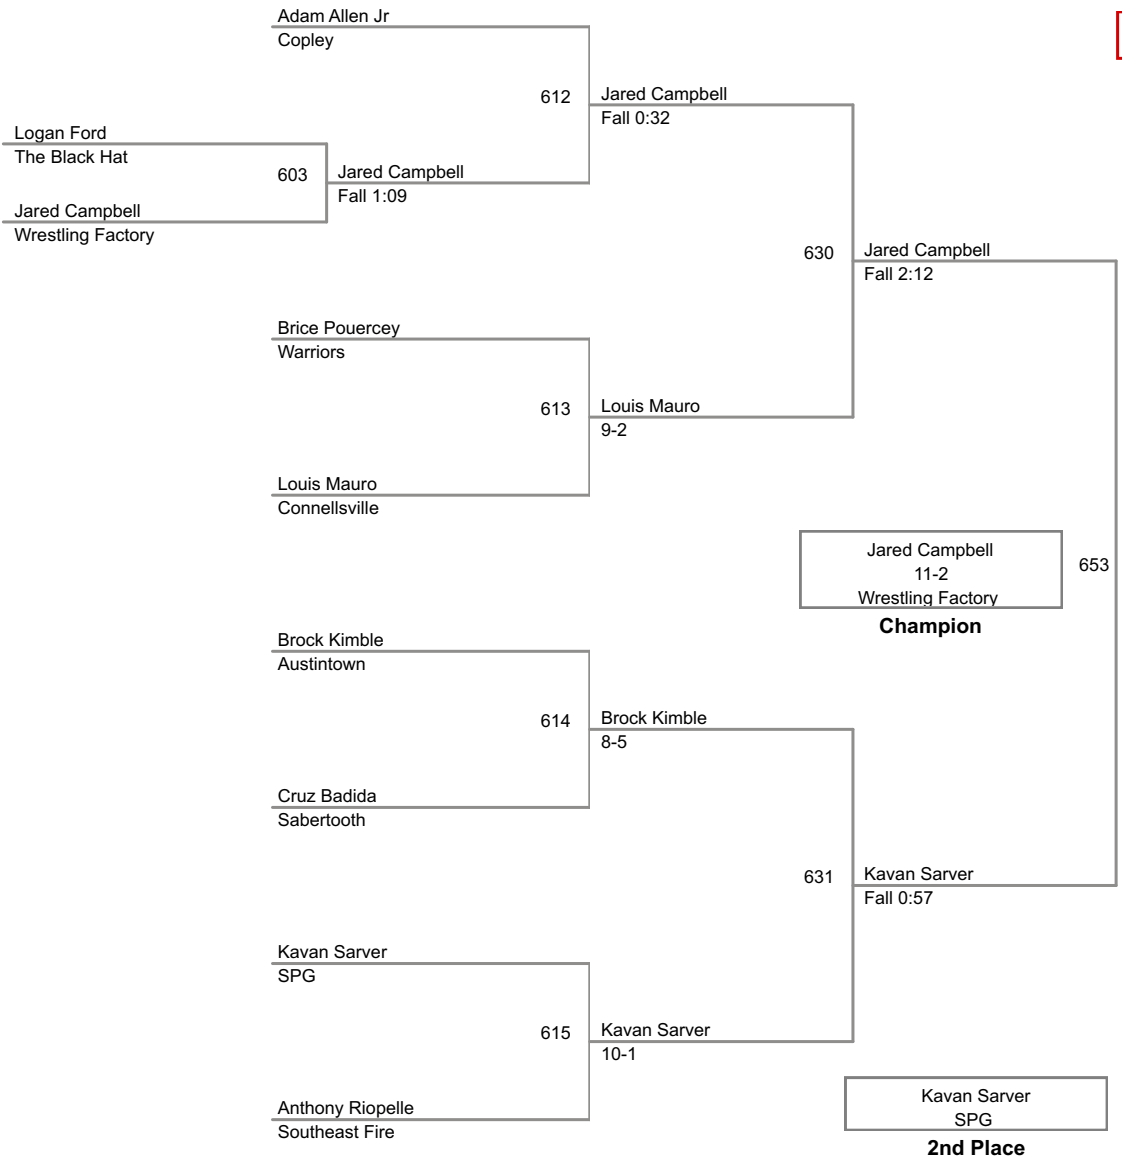 Adam Allen Jr
Copley
612
Jared Campbell
Fall 0:32
Logan Ford
The Black Hat
603
Jared Campbell
Fall 1:09
Jared Campbell
Wrestling Factory
630
Jared Campbell
Fall 2:12
Brice Pouercey
Warriors
613
Louis Mauro
9-2
Louis Mauro
Connellsville
Jared Campbell
11-2
Wrestling Factory
Champion
653
Brock Kimble
Austintown
614
Brock Kimble
8-5
Cruz Badida
Sabertooth
631
Kavan Sarver
Fall 0:57
Kavan Sarver
SPG
615
Kavan Sarver
10-1
Anthony Riopelle
Southeast Fire
Kavan Sarver
SPG
2nd Place